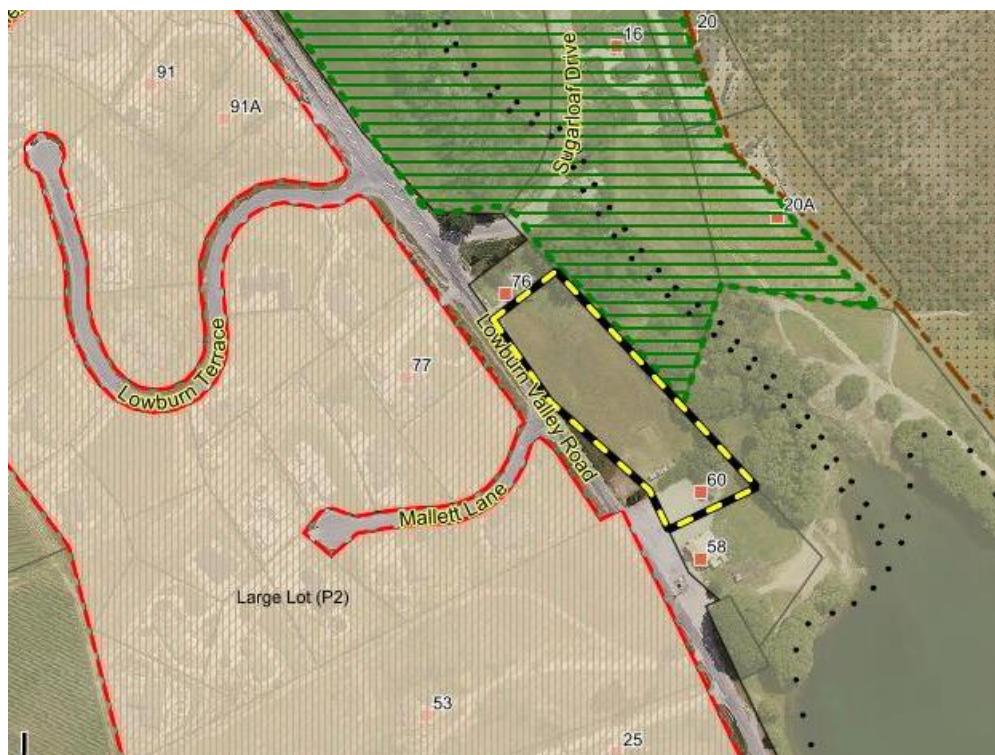 20
16
Sugarloaf Drive
91
91A
20A
76
Lowburn Valley Road
77
Lowburn Terrace
60
Mallett Lane
58
Large Lot (P2)
53
25